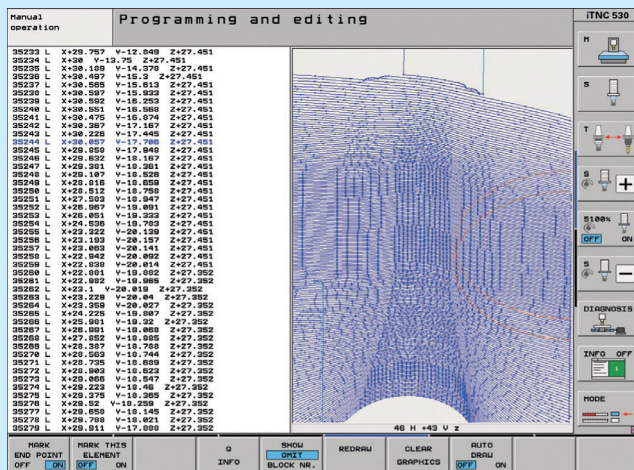 Manual
operation
Programming and editing
iTNC 530
35233 L X+29.757 Y-12.849 Z+27.451
35234 L X+30 Y-13.75 Z+27.451
35235 L X+30.189 Y-14.378 Z+27.451
35236 L X+30.497 Y-15.3 Z+27.451
35237 L X+30.565 Y-15.613 Z+27.451
35238 L X+30.597 Y-15.933 Z+27.451
35239 L X+30.592 Y-16.253 Z+27.451
35240 L X+30.551 Y-16.568 Z+27.451
35241 L X+30.475 Y-16.874 Z+27.451
35242 L X+30.367 Y-17.167 Z+27.451
35243 L X+30.226 Y-17.445 Z+27.451
35244 L X+30.057 Y-17.706 Z+27.451
35245 L X+29.858 Y-17.948 Z+27.451
35246 L X+29.632 Y-18.167 Z+27.451
35247 L X+29.381 Y-18.361 Z+27.451
35248 L X+29.107 Y-18.526 Z+27.451
35249 L X+28.816 Y-18.659 Z+27.451
35250 L X+28.512 Y-18.758 Z+27.451
35251 L X+27.583 Y-18.947 Z+27.451
35252 L X+26.967 Y-19.091 Z+27.451
35253 L X+26.051 Y-19.333 Z+27.451
35254 L X+24.536 Y-19.783 Z+27.451
35255 L X+23.322 Y-20.139 Z+27.451
35256 L X+23.193 Y-20.157 Z+27.451
35257 L X+23.063 Y-20.141 Z+27.451
35258 L X+22.942 Y-20.092 Z+27.451
35259 L X+22.838 Y-20.014 Z+27.451
35260 L X+22.881 Y-19.882 Z+27.352
35261 L X+22.982 Y-19.965 Z+27.352
35262 L X+23.1 Y-20.019 Z+27.352
35263 L X+23.228 Y-20.04 Z+27.352
35264 L X+23.359 Y-20.027 Z+27.352
35265 L X+24.225 Y-19.807 Z+27.352
35266 L X+25.901 Y-19.32 Z+27.352
35267 L X+26.881 Y-19.068 Z+27.352
35268 L X+27.852 Y-18.885 Z+27.352
35269 L X+28.387 Y-18.788 Z+27.352
35270 L X+28.563 Y-18.744 Z+27.352
35271 L X+28.735 Y-18.689 Z+27.352
35272 L X+28.903 Y-18.623 Z+27.352
35273 L X+29.066 Y-18.547 Z+27.352
35274 L X+29.223 Y-18.46 Z+27.352
35275 L X+29.375 Y-18.365 Z+27.352
35276 L X+29.52 Y-18.259 Z+27.352
35277 L X+29.658 Y-18.145 Z+27.352
35278 L X+29.788 Y-18.021 Z+27.352
35279 L X+29.911 Y-17.888 Z+27.352
46 H +43 V z
M
S
T
S
+
S100%
OFF ON
S
−
DIAGNOSIS
INFO OFF
1
MODE
MARK
END POINT
OFF ON
MARK THIS
ELEMENT
OFF ON
Q
INFO
SHOW
OMIT
BLOCK NR.
REDRAW
CLEAR
GRAPHICS
AUTO
DRAW
OFF ON